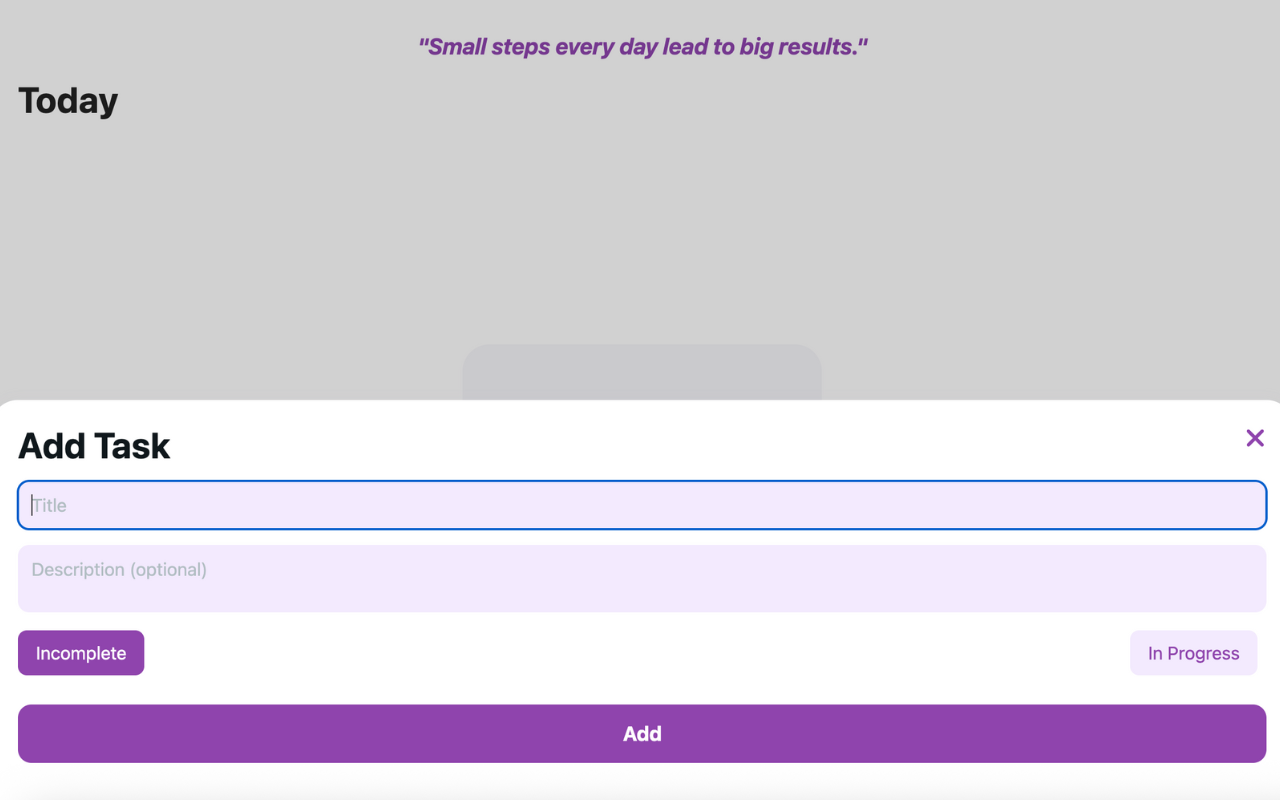 "Small steps every day lead to big results."
Today
Add Task
Title
Description (optional)
Incomplete
In Progress
Add